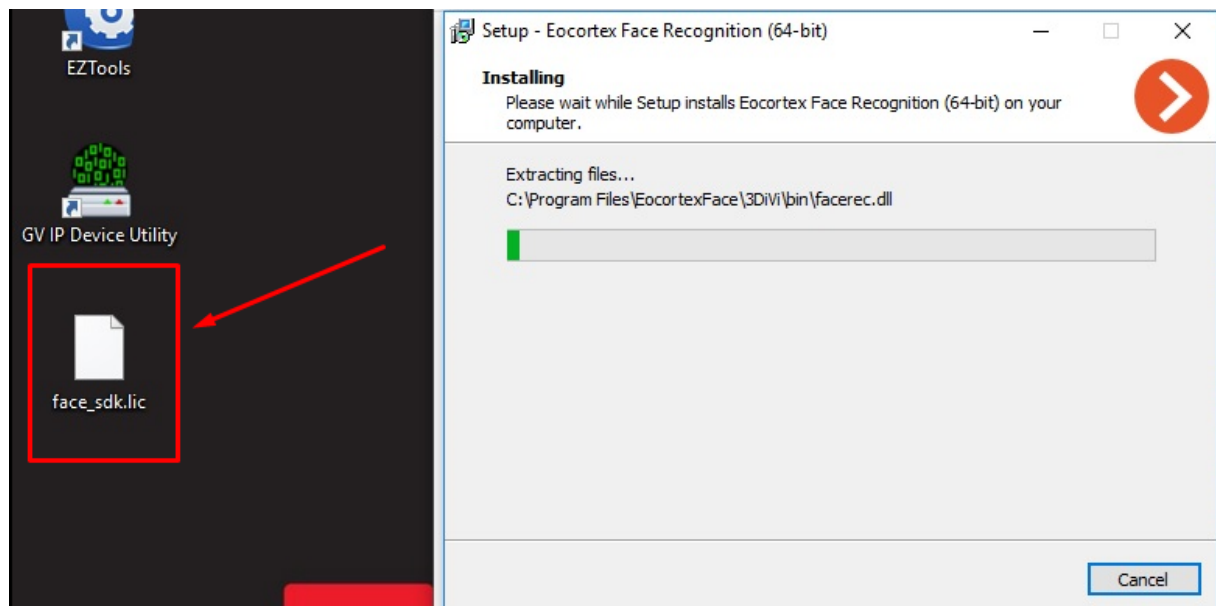 EZTools
GV IP Device Utility
face_sdk.lic
Setup - Eocortex Face Recognition (64-bit)
Installing
Please wait while Setup installs Eocortex Face Recognition (64-bit) on your
computer.
Extracting files...
C:\Program Files\EocortexFace\3DiVi\bin\facerec.dll
Cancel